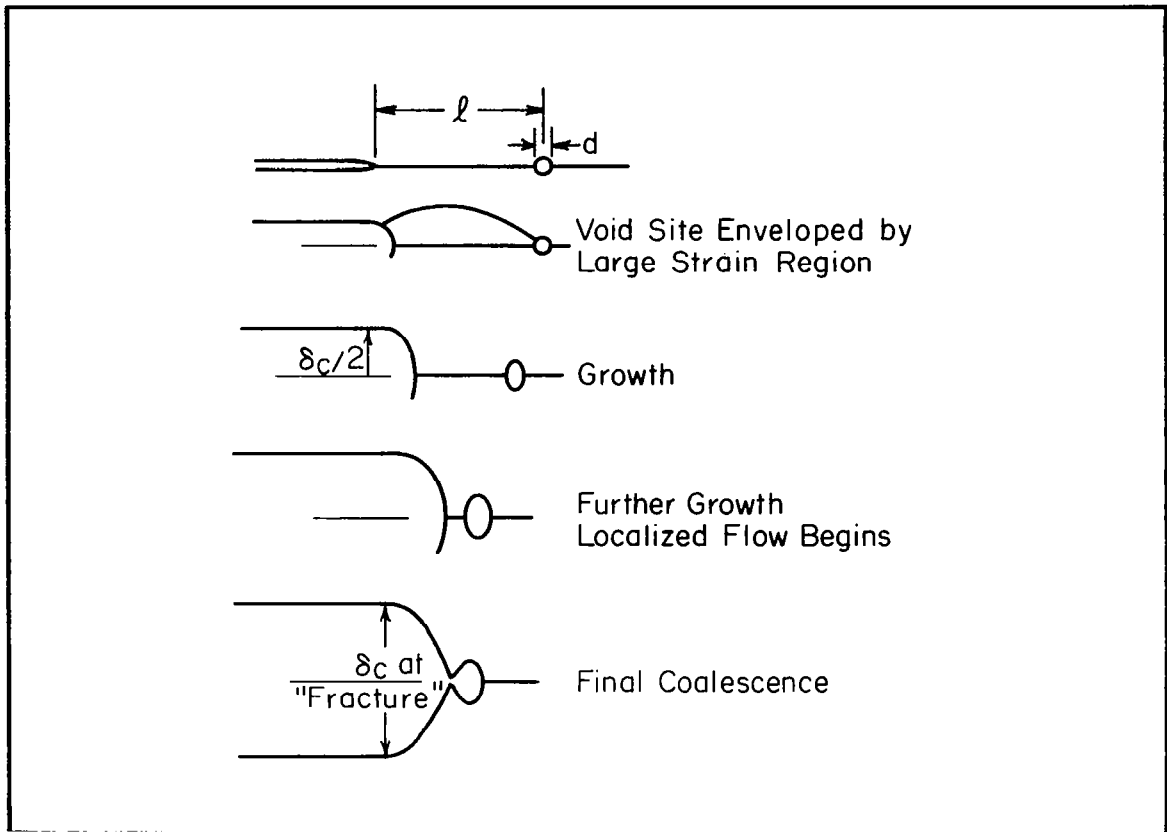 ℓ
d
Void Site Enveloped by
Large Strain Region
δc/2
Growth
Further Growth
Localized Flow Begins
δc at
"Fracture"
Final Coalescence